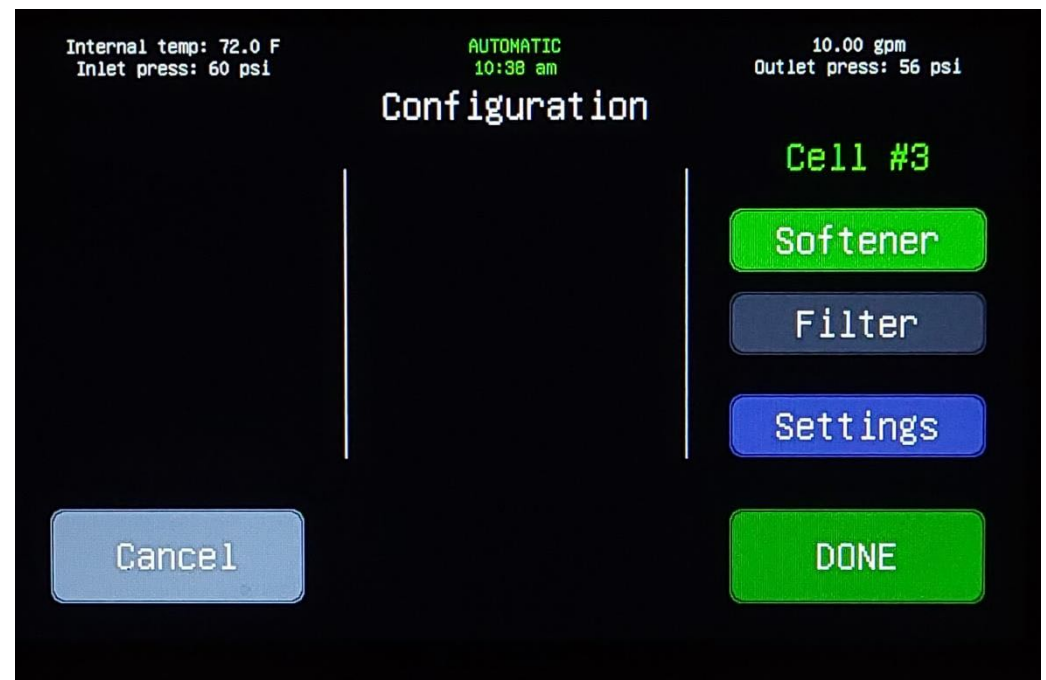 Internal temp: 72.0 F
Inlet press: 60 psi
AUTOMATIC
10:38 am
10.00 gpm
Outlet press: 56 psi
Configuration
Cell #3
Softener
Filter
Settings
Cancel
DONE